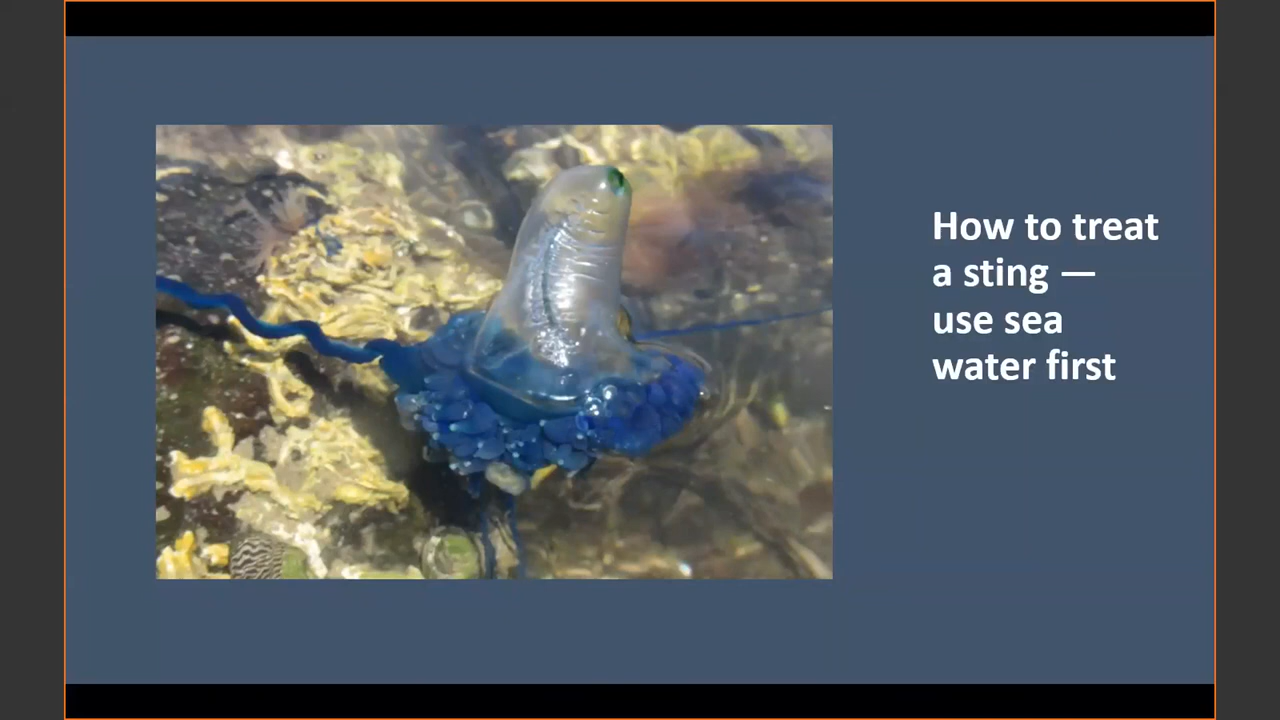 How to treat
a sting —
use sea
water first